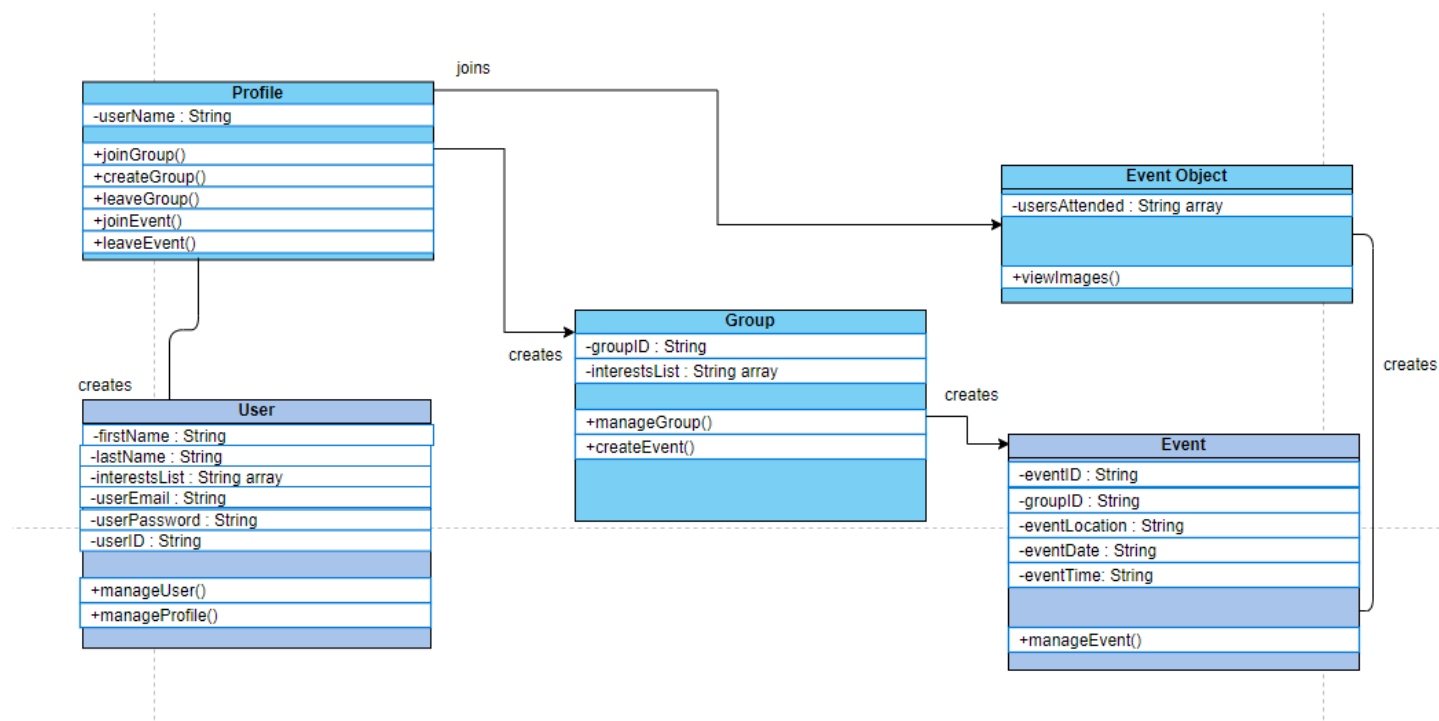 joins
Profile
-userName : String
+joinGroup()
+createGroup()
+leaveGroup()
+joinEvent()
+leaveEvent()
Event Object
-usersAttended : String array
+viewImages()
Group
-groupID : String
-interestsList : String array
+manageGroup()
+createEvent()
creates
creates
creates
creates
User
-firstName : String
-lastName : String
-interestsList : String array
-userEmail : String
-userPassword : String
-userID : String
+manageUser()
+manageProfile()
Event
-eventID : String
-groupID : String
-eventLocation : String
-eventDate : String
-eventTime: String
+manageEvent()